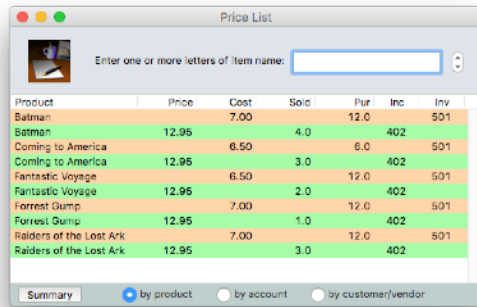 Price List
Enter one or more letters of item name:
Product Price Cost Sold Pur Inc Inv
Batman 7.00 12.0 501
Batman 12.95 4.0 402
Coming to America 6.50 6.0 501
Coming to America 12.95 3.0 402
Fantastic Voyage 6.50 12.0 501
Fantastic Voyage 12.95 2.0 402
Forrest Gump 7.00 12.0 501
Forrest Gump 12.95 1.0 402
Raiders of the Lost Ark 7.00 12.0 501
Raiders of the Lost Ark 12.95 3.0 402
Summary by product by account by customer/vendor